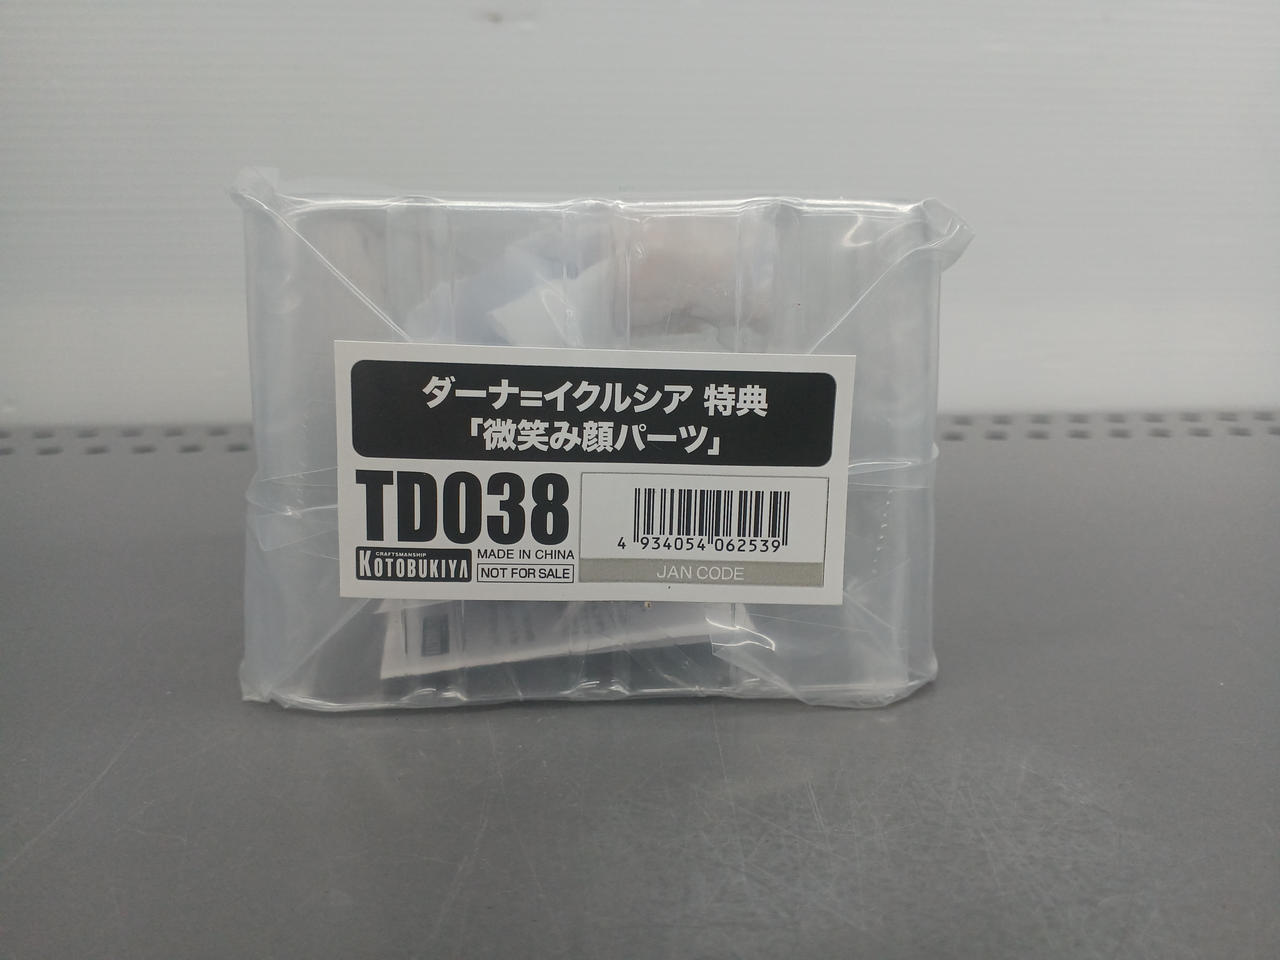 ダーナ=イクルシア 特典
「微笑み顔パーツ」
TD038
CRAFTSMANSHIP
KOTOBUKIYA
MADE IN CHINA
NOT FOR SALE
4 934054 062539
JAN CODE